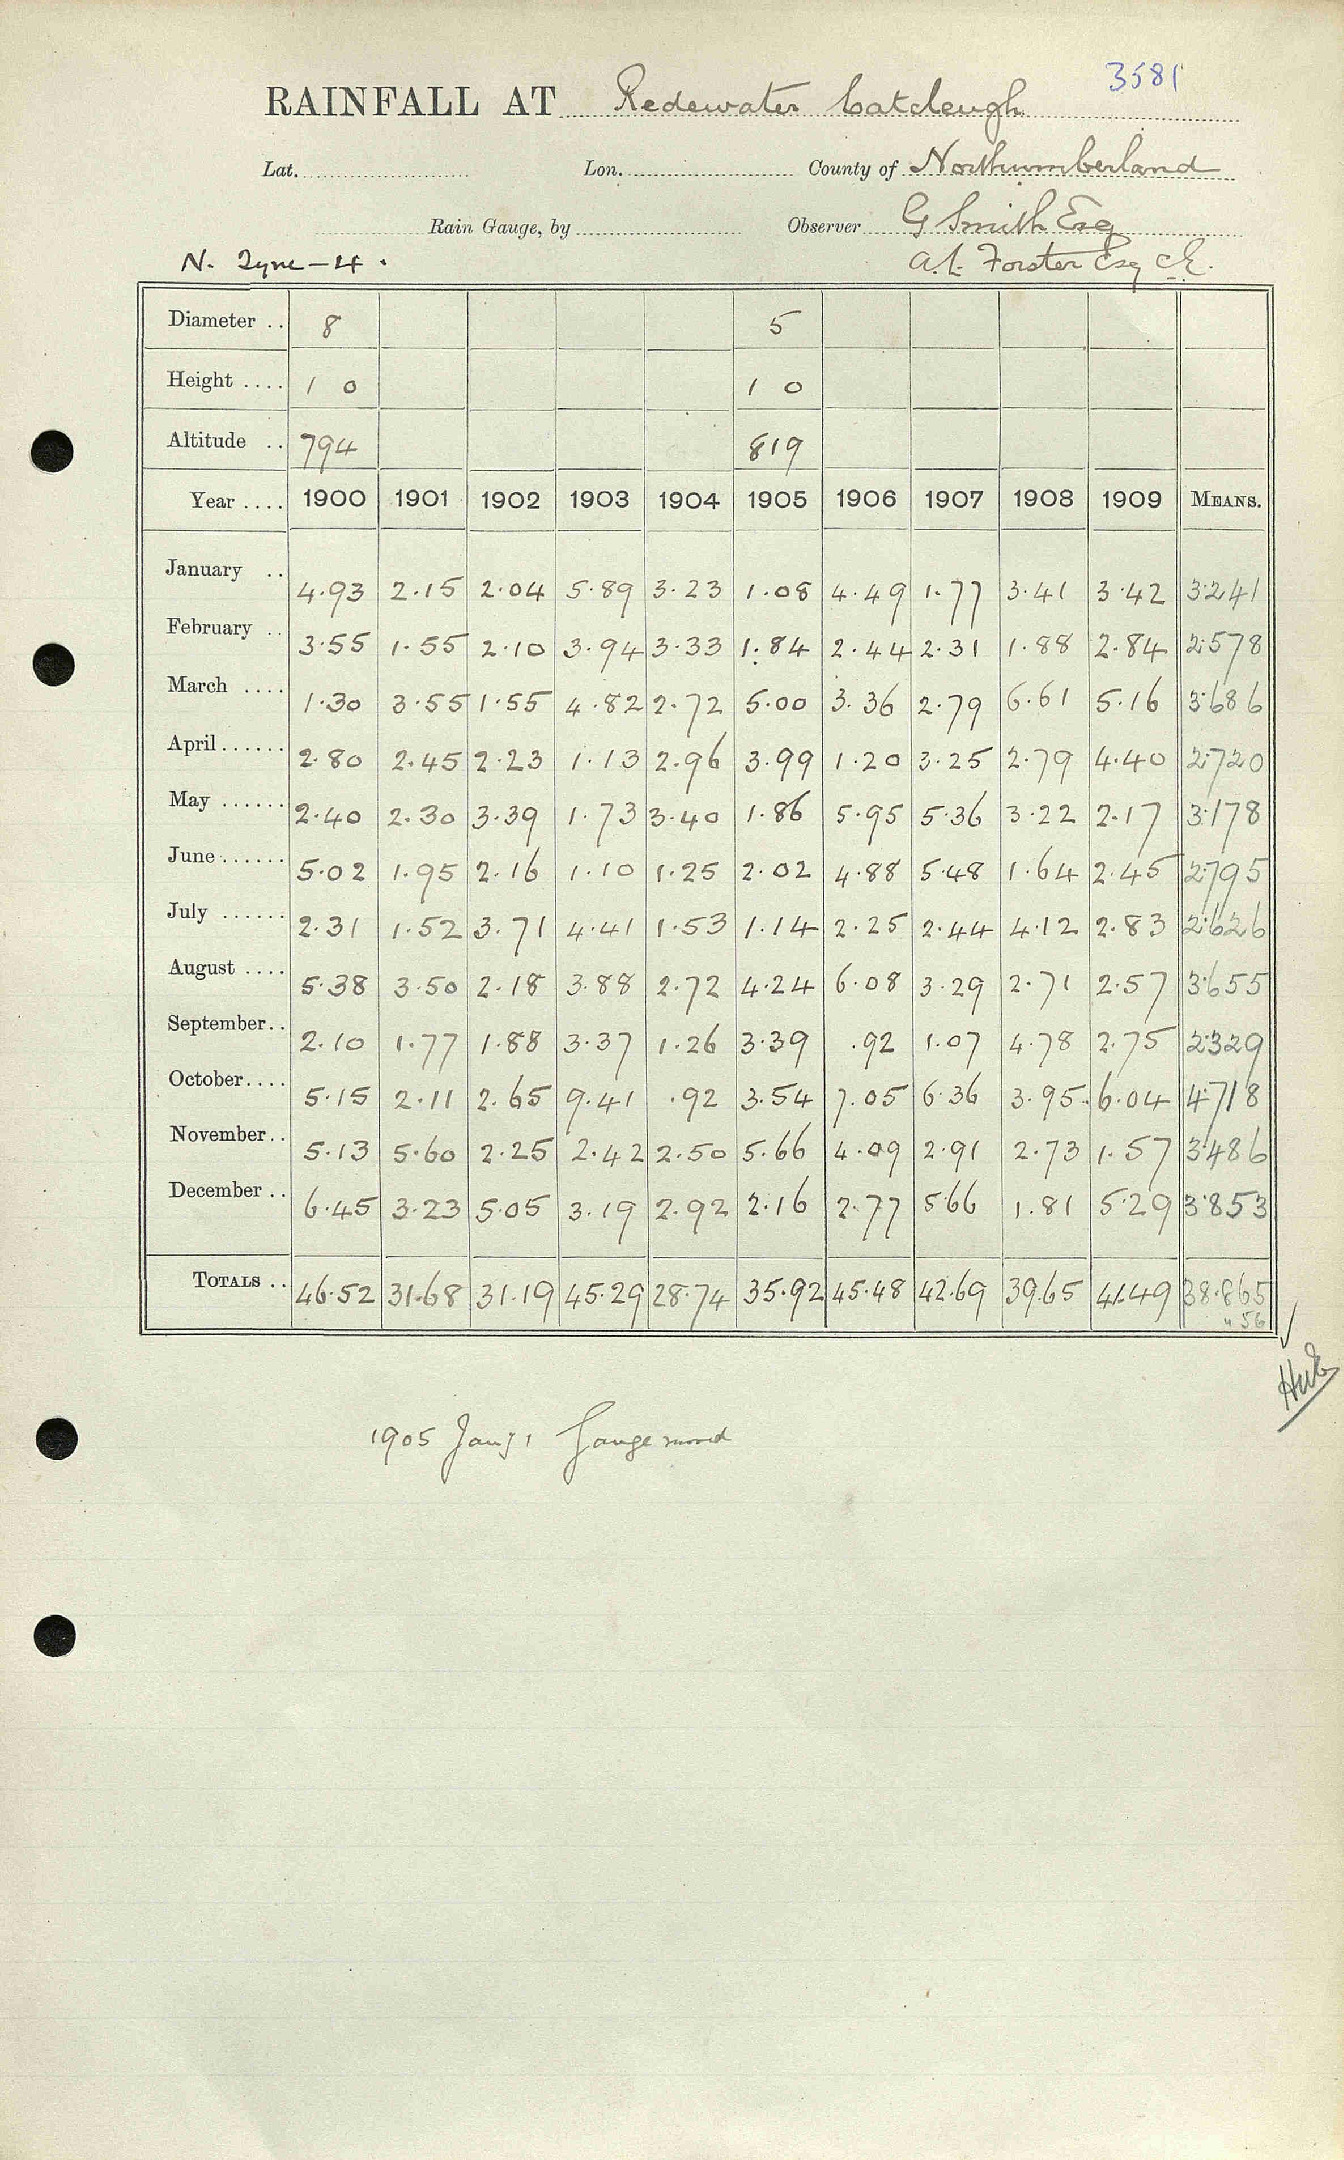 3581
RAINFALL AT Redewater Catcleugh
Lat. Lon. County of Northumberland
Rain Gauge, by Observer G Smith Esq
N. Tyne - 4. A.C. Forster Esq C.E.
Diameter .. 8 5
Height .... 1 0 1 0
Altitude .. 794 819
Year .... 1900 1901 1902 1903 1904 1905 1906 1907 1908 1909 MEANS.
January .. 4.93 2.15 2.04 5.89 3.23 1.08 4.49 1.77 3.41 3.42 3.241
February .. 3.55 1.55 2.10 3.94 3.33 1.84 2.44 2.31 1.88 2.84 2.578
March .... 1.30 3.55 1.55 4.82 2.72 5.00 3.36 2.79 6.61 5.16 3.686
April ...... 2.80 2.45 2.23 1.13 2.96 3.99 1.20 3.25 2.79 4.40 2.720
May ...... 2.40 2.30 3.39 1.73 3.40 1.86 5.95 5.36 3.22 2.17 3.178
June ...... 5.02 1.95 2.16 1.10 1.25 2.02 4.88 5.48 1.64 2.45 2.795
July ...... 2.31 1.52 3.71 4.41 1.53 1.14 2.25 2.44 4.12 2.83 2.626
August .... 5.38 3.50 2.18 3.88 2.72 4.24 6.08 3.29 2.71 2.57 3.655
September.. 2.10 1.77 1.88 3.37 1.26 3.39 .92 1.07 4.78 2.75 2.329
October.... 5.15 2.11 2.65 9.41 .92 3.54 7.05 6.36 3.95 6.04 4.718
November.. 5.13 5.60 2.25 2.42 2.50 5.66 4.09 2.91 2.73 1.57 3.486
December .. 6.45 3.23 5.05 3.19 2.92 2.16 2.77 5.66 1.81 5.29 3.853
TOTALS .. 46.52 31.68 31.19 45.29 28.74 35.92 45.48 42.69 39.65 41.49 38.865
" 56
1905 Jany 1 Gauge moved